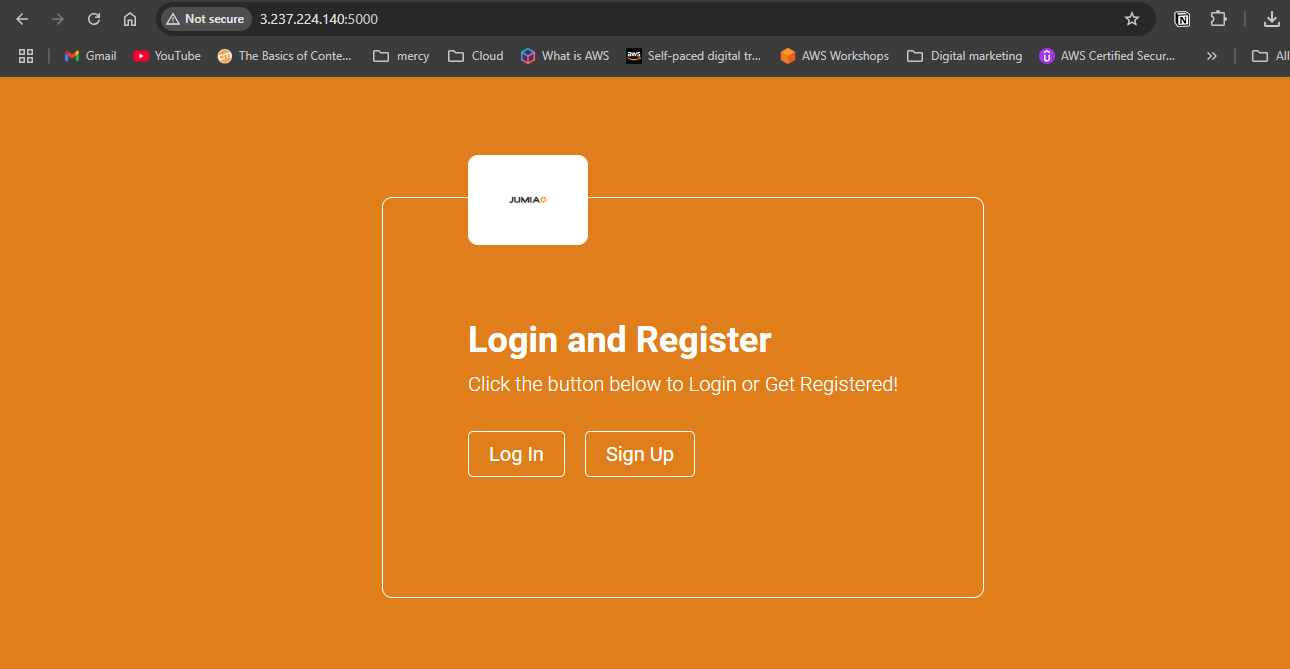 Not secure 3.237.224.140:5000
Gmail YouTube The Basics of Conte... mercy Cloud What is AWS Self-paced digital tr... AWS Workshops Digital marketing AWS Certified Secur... » All
JUMIA
Login and Register
Click the button below to Login or Get Registered!
Log In Sign Up